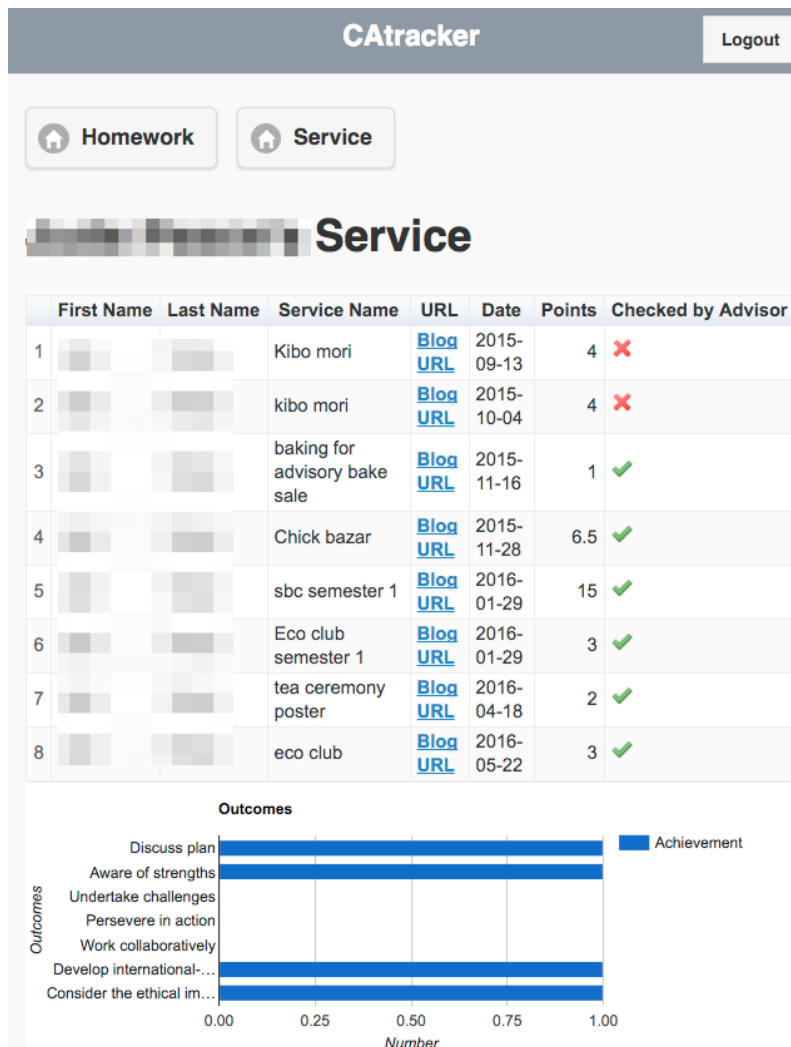 CAtracker
Logout
Homework
Service
Service
First Name Last Name Service Name URL Date Points Checked by Advisor
1 Kibo mori Blog URL 2015-09-13 4
2 kibo mori Blog URL 2015-10-04 4
3 baking for advisory bake sale Blog URL 2015-11-16 1
4 Chick bazar Blog URL 2015-11-28 6.5
5 sbc semester 1 Blog URL 2016-01-29 15
6 Eco club semester 1 Blog URL 2016-01-29 3
7 tea ceremony poster Blog URL 2016-04-18 2
8 eco club Blog URL 2016-05-22 3
Outcomes
Achievement
Outcomes
Discuss plan
Aware of strengths
Undertake challenges
Persevere in action
Work collaboratively
Develop international-...
Consider the ethical im...
0.00 0.25 0.50 0.75 1.00
Number